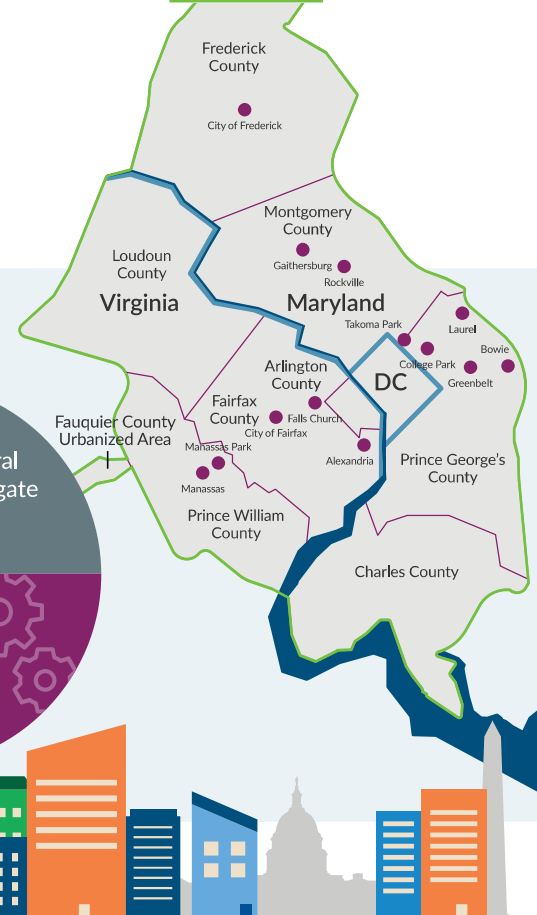 Frederick
County
City of Frederick
Montgomery
County
Gaithersburg
Rockville
Loudoun
County
Virginia
Maryland
Takoma Park
Laurel
College Park
Bowie
Greenbelt
DC
Arlington
County
Fairfax
County
Falls Church
City of Fairfax
Fauquier County
Urbanized Area
Manassas Park
Manassas
Alexandria
Prince George's
County
Prince William
County
Charles County